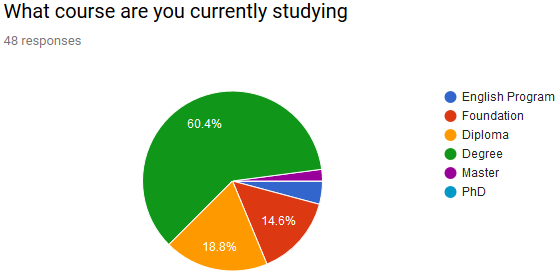 What course are you currently studying
48 responses
60.4%
18.8%
14.6%
English Program
Foundation
Diploma
Degree
Master
PhD